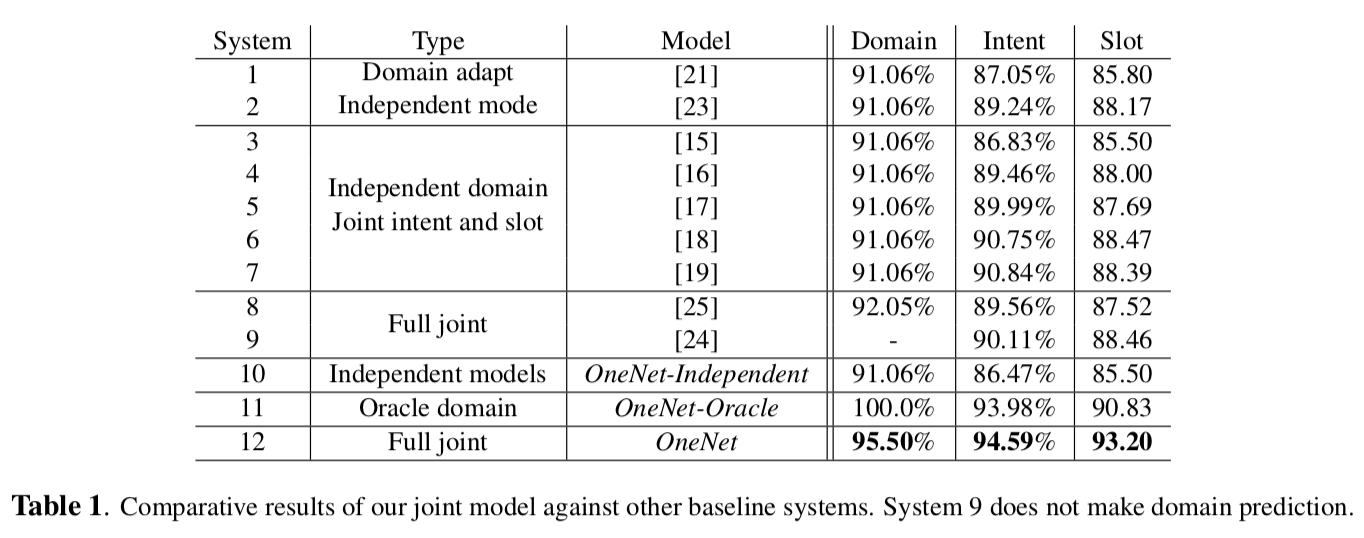 System Type Model Domain Intent Slot
1 Domain adapt [21] 91.06% 87.05% 85.80
2 Independent mode [23] 91.06% 89.24% 88.17
3 [15] 91.06% 86.83% 85.50
4 [16] 91.06% 89.46% 88.00
Independent domain
5 [17] 91.06% 89.99% 87.69
Joint intent and slot
6 [18] 91.06% 90.75% 88.47
7 [19] 91.06% 90.84% 88.39
8 [25] 92.05% 89.56% 87.52
Full joint
9 [24] - 90.11% 88.46
10 Independent models OneNet-Independent 91.06% 86.47% 85.50
11 Oracle domain OneNet-Oracle 100.0% 93.98% 90.83
12 Full joint OneNet 95.50% 94.59% 93.20
Table 1. Comparative results of our joint model against other baseline systems. System 9 does not make domain prediction.